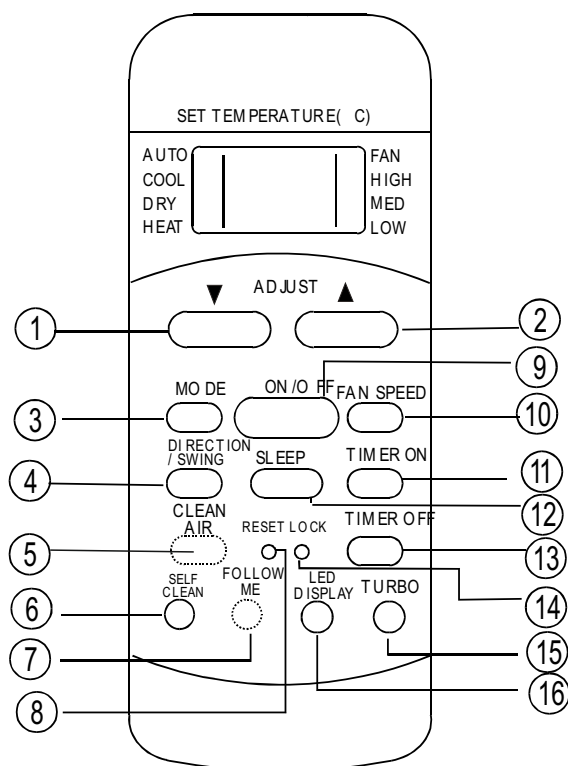 SET TEMPERATURE( C)
AUTO
COOL
DRY
HEAT
FAN
HIGH
MED
LOW
▼ ADJUST ▲
1
2
9
MODE
ON/OFF
FAN SPEED
3
10
DIRECTION
/ SWING
SLEEP
TIMER ON
4
11
12
CLEAN
AIR
RESET LOCK
TIMER OFF
5
13
SELF
CLEAN
FOLLOW
ME
LED
DISPLAY
TURBO
6
14
7
15
8
16